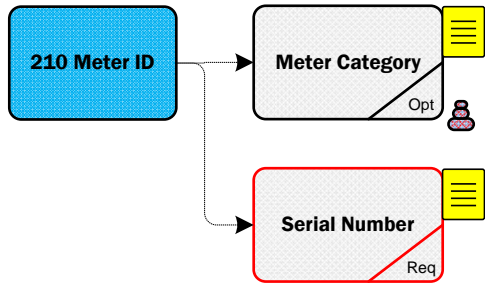 210 Meter ID
Meter Category
Opt
Serial Number
Req